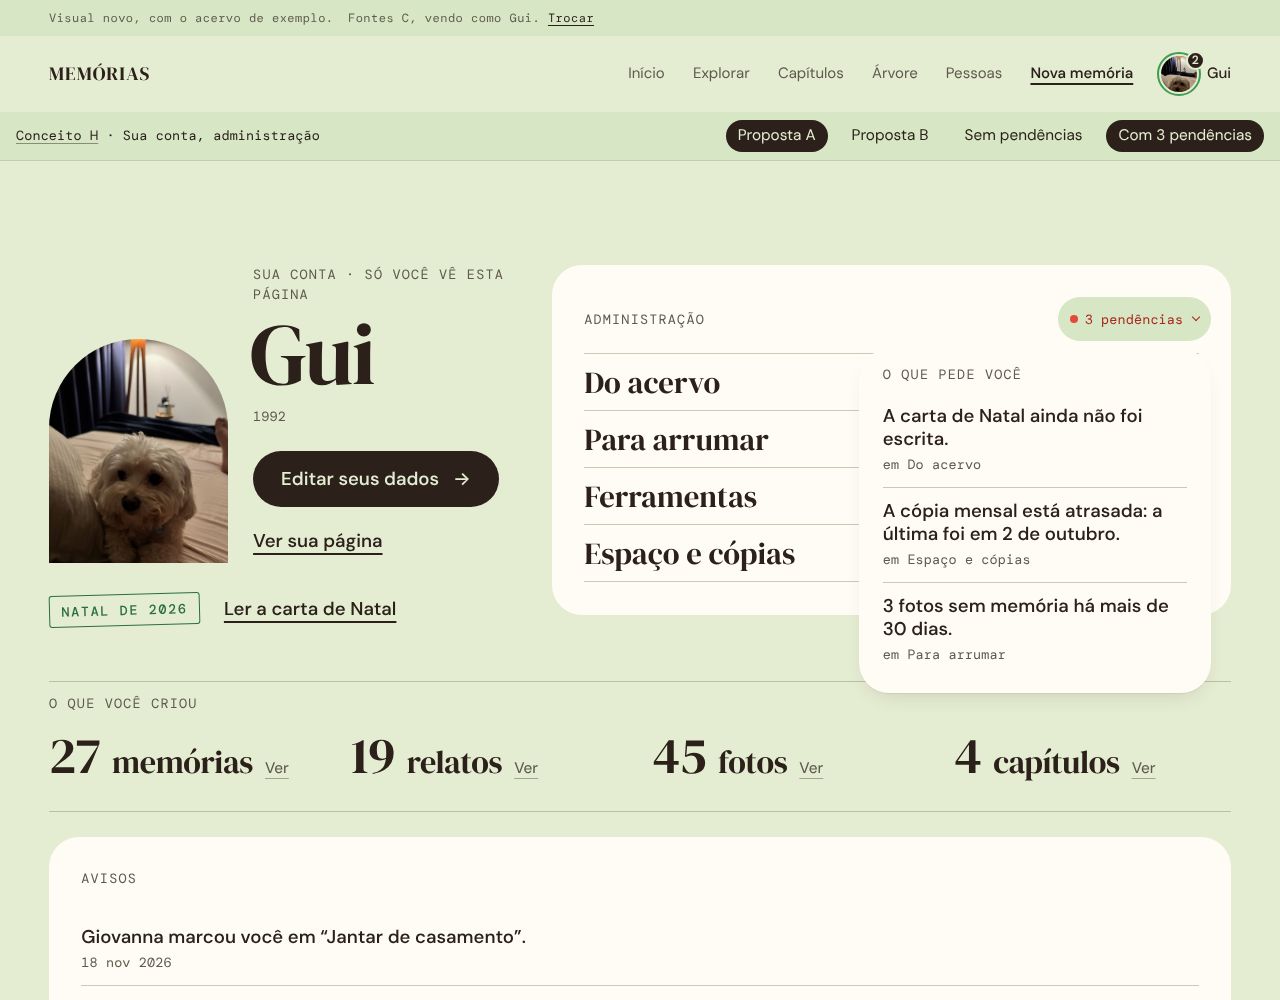 Visual novo, com o acervo de exemplo. Fontes C, vendo como Gui. Trocar
MEMÓRIAS
Início Explorar Capítulos Árvore Pessoas Nova memória 2 Gui
Conceito H · Sua conta, administração
Proposta A Proposta B Sem pendências Com 3 pendências
SUA CONTA · SÓ VOCÊ VÊ ESTA
PÁGINA
Gui
1992
Editar seus dados →
Ver sua página
NATAL DE 2026 Ler a carta de Natal
ADMINISTRAÇÃO
3 pendências
Do acervo
Para arrumar
Ferramentas
Espaço e cópias
O QUE PEDE VOCÊ
A carta de Natal ainda não foi
escrita.
em Do acervo
A cópia mensal está atrasada: a
última foi em 2 de outubro.
em Espaço e cópias
3 fotos sem memória há mais de
30 dias.
em Para arrumar
O QUE VOCÊ CRIOU
27 memórias Ver 19 relatos Ver 45 fotos Ver 4 capítulos Ver
AVISOS
Giovanna marcou você em “Jantar de casamento”.
18 nov 2026